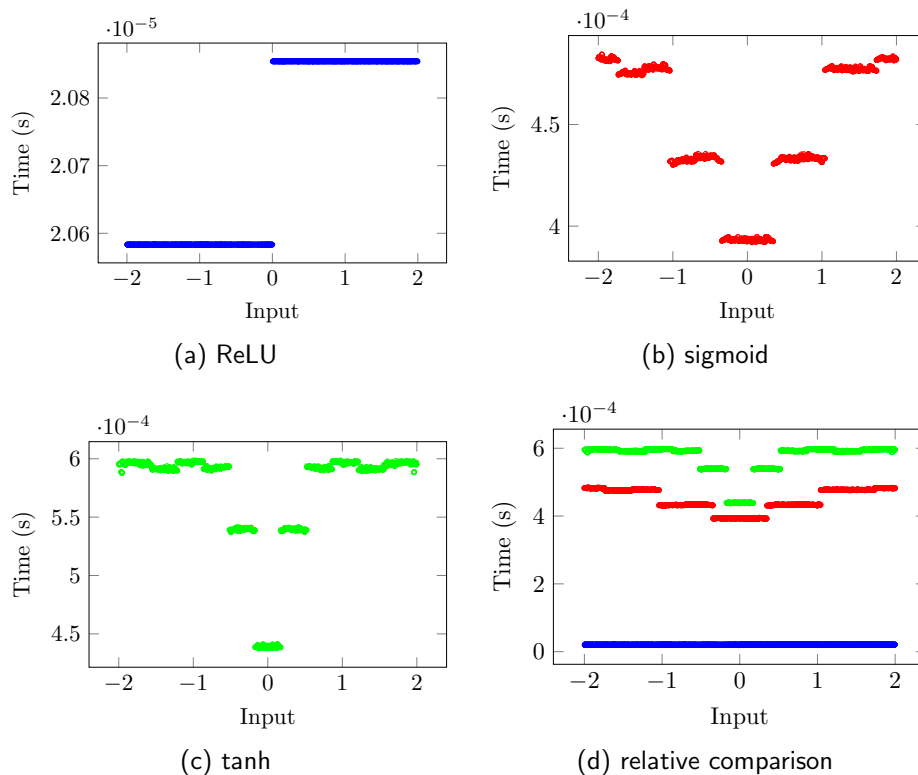 ·10−5
2.08
2.07
2.06
−2 −1 0 1 2
Input
Time (s)
(a) ReLU
·10−4
4.5
4
−2 −1 0 1 2
Input
Time (s)
(b) sigmoid
·10−4
6
5.5
5
4.5
−2 −1 0 1 2
Input
Time (s)
(c) tanh
·10−4
6
4
2
0
−2 −1 0 1 2
Input
Time (s)
(d) relative comparison